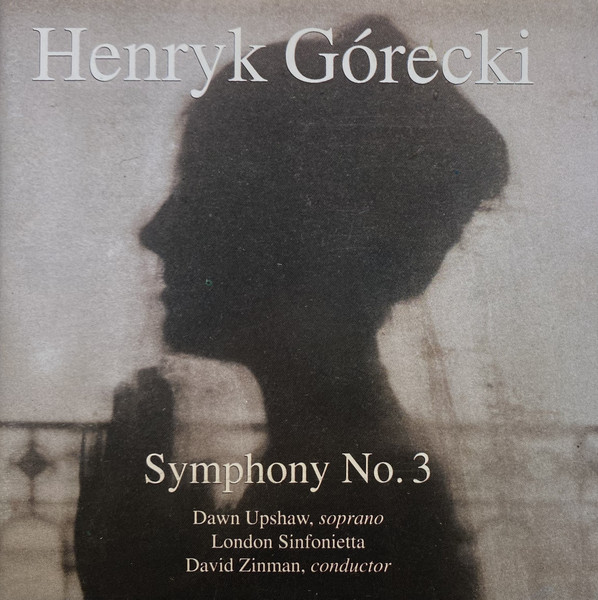 Henryk Górecki
Symphony No. 3
Dawn Upshaw, soprano
London Sinfonietta
David Zinman, conductor